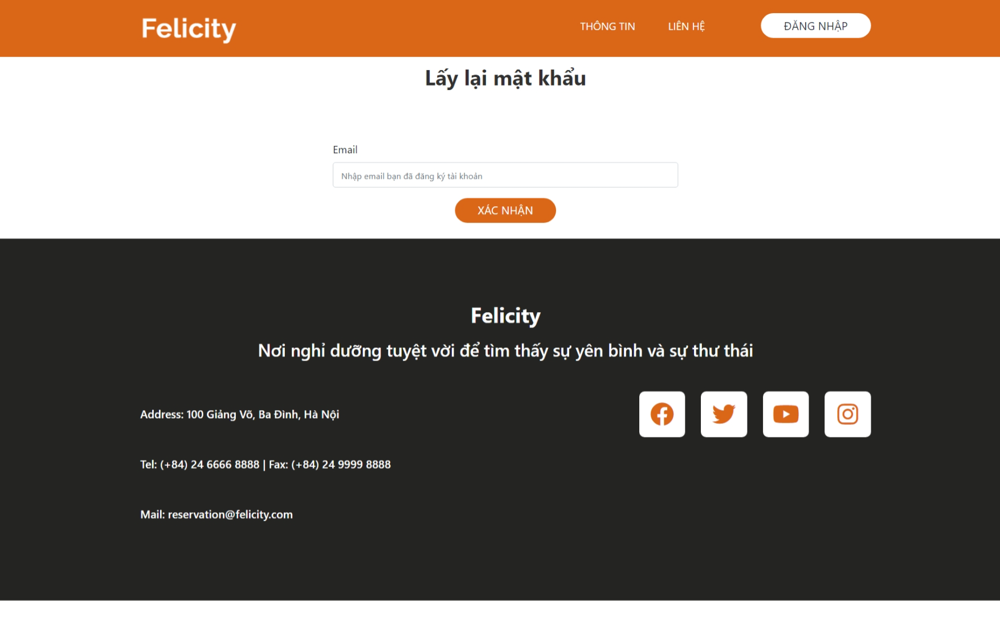 Felicity
THÔNG TIN
LIÊN HỆ
ĐĂNG NHẬP
Lấy lại mật khẩu
Email
Nhập email bạn đã đăng ký tài khoản
XÁC NHẬN
Felicity
Nơi nghỉ dưỡng tuyệt vời để tìm thấy sự yên bình và sự thư thái
Address: 100 Giảng Võ, Ba Đình, Hà Nội
Tel: (+84) 24 6666 8888 | Fax: (+84) 24 9999 8888
Mail: reservation@felicity.com